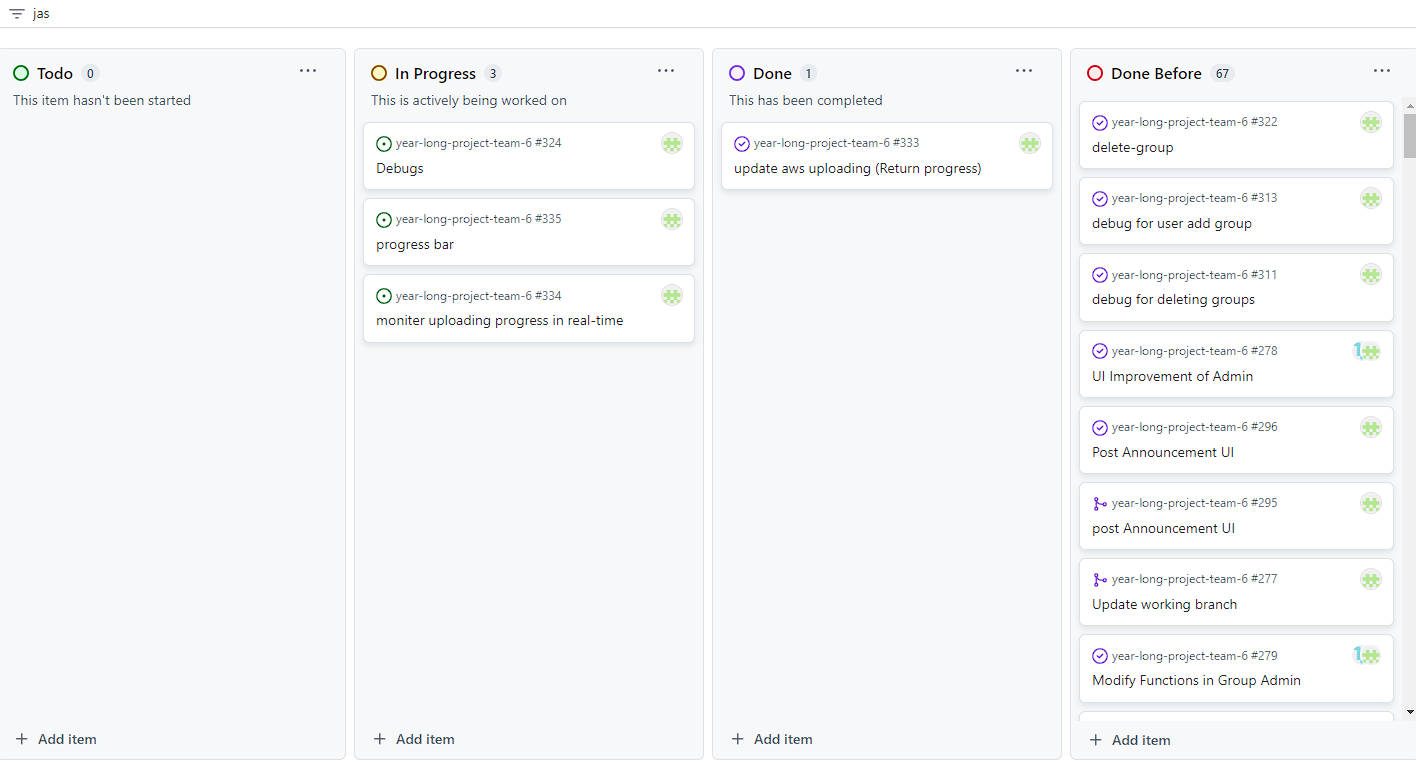 jas
Todo 0
This item hasn't been started
Add item
In Progress 3
This is actively being worked on
year-long-project-team-6 #324
Debugs
year-long-project-team-6 #335
progress bar
year-long-project-team-6 #334
moniter uploading progress in real-time
Add item
Done 1
This has been completed
year-long-project-team-6 #333
update aws uploading (Return progress)
Add item
Done Before 67
year-long-project-team-6 #322
delete-group
year-long-project-team-6 #313
debug for user add group
year-long-project-team-6 #311
debug for deleting groups
year-long-project-team-6 #278
UI Improvement of Admin
year-long-project-team-6 #296
Post Announcement UI
year-long-project-team-6 #295
post Announcement UI
year-long-project-team-6 #277
Update working branch
year-long-project-team-6 #279
Modify Functions in Group Admin
Add item